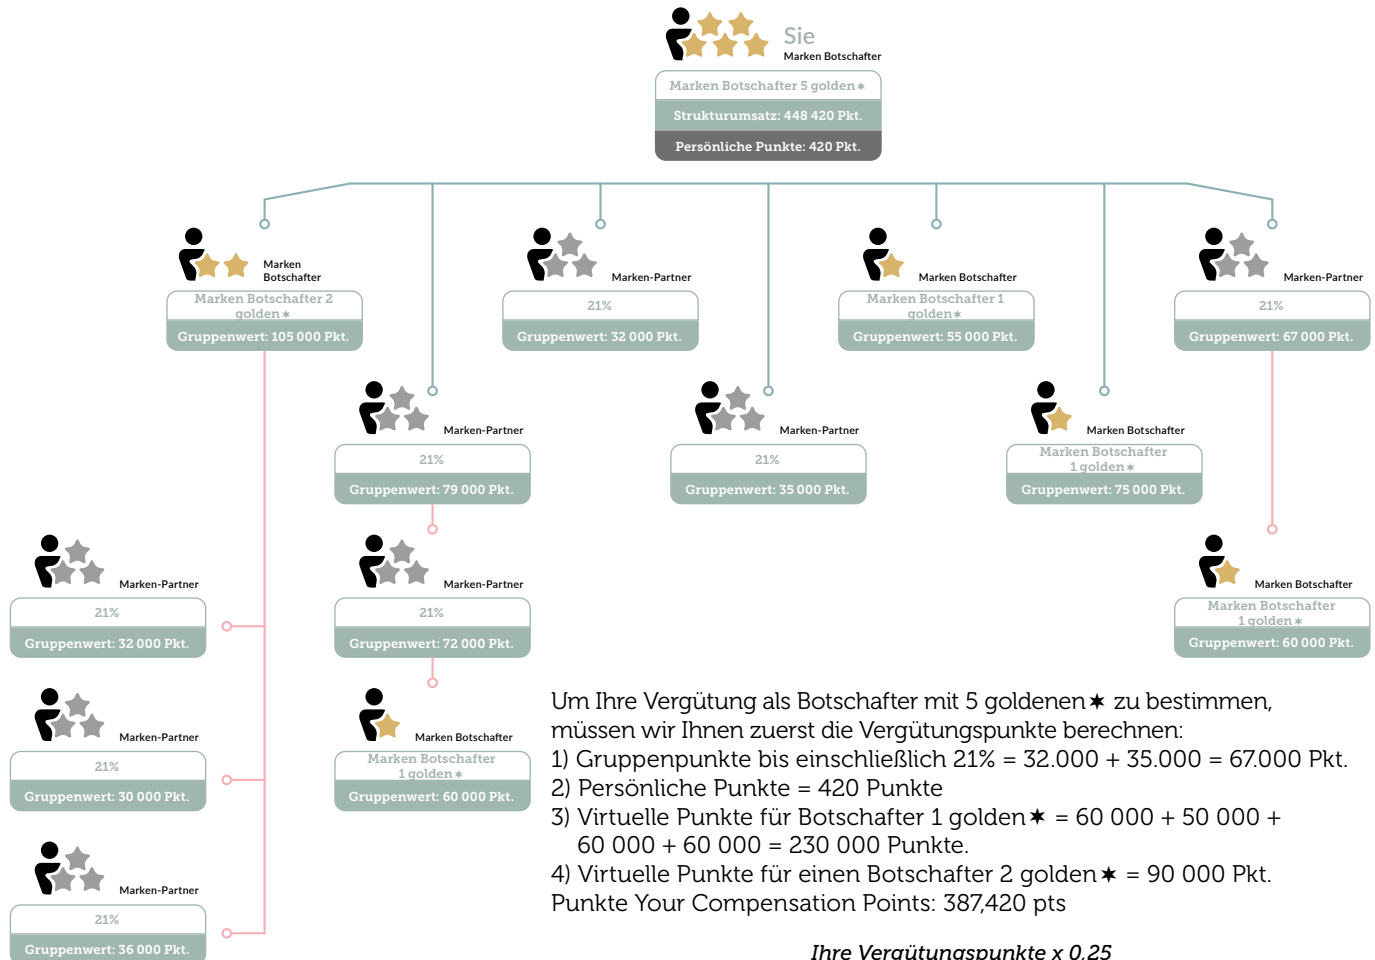 Sie
Marken Botschafter
Marken Botschafter 5 golden★
Strukturumsatz: 448 420 Pkt.
Persönliche Punkte: 420 Pkt.
Marken
Botschafter
Marken Botschafter 2
golden★
Gruppenwert: 105 000 Pkt.
Marken-Partner
21%
Gruppenwert: 32 000 Pkt.
Marken Botschafter
Marken Botschafter 1
golden★
Gruppenwert: 55 000 Pkt.
Marken-Partner
21%
Gruppenwert: 67 000 Pkt.
Marken-Partner
21%
Gruppenwert: 79 000 Pkt.
Marken-Partner
21%
Gruppenwert: 35 000 Pkt.
Marken Botschafter
Marken Botschafter
1 golden★
Gruppenwert: 75 000 Pkt.
Marken-Partner
21%
Gruppenwert: 32 000 Pkt.
Marken-Partner
21%
Gruppenwert: 72 000 Pkt.
Marken Botschafter
Marken Botschafter
1 golden★
Gruppenwert: 60 000 Pkt.
Marken-Partner
21%
Gruppenwert: 30 000 Pkt.
Marken Botschafter
Marken Botschafter
1 golden★
Gruppenwert: 60 000 Pkt.
Marken-Partner
21%
Gruppenwert: 36 000 Pkt.
Um Ihre Vergütung als Botschafter mit 5 goldenen★ zu bestimmen,
müssen wir Ihnen zuerst die Vergütungspunkte berechnen:
1) Gruppenpunkte bis einschließlich 21% = 32.000 + 35.000 = 67.000 Pkt.
2) Persönliche Punkte = 420 Punkte
3) Virtuelle Punkte für Botschafter 1 golden★ = 60 000 + 50 000 +
60 000 + 60 000 = 230 000 Punkte.
4) Virtuelle Punkte für einen Botschafter 2 golden★ = 90 000 Pkt.
Punkte Your Compensation Points: 387,420 pts
Ihre Vergütungspunkte x 0,25